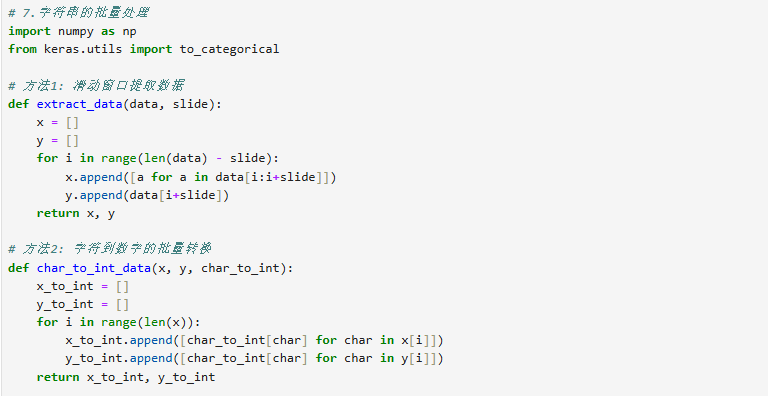 # 7.字符串的批量处理
import numpy as np
from keras.utils import to_categorical

# 方法1: 滑动窗口提取数据
def extract_data(data, slide):
    x = []
    y = []
    for i in range(len(data) - slide):
        x.append([a for a in data[i:i+slide]])
        y.append(data[i+slide])
    return x, y

# 方法2: 字符到数字的批量转换
def char_to_int_data(x, y, char_to_int):
    x_to_int = []
    y_to_int = []
    for i in range(len(x)):
        x_to_int.append([char_to_int[char] for char in x[i]])
        y_to_int.append([char_to_int[char] for char in y[i]])
    return x_to_int, y_to_int